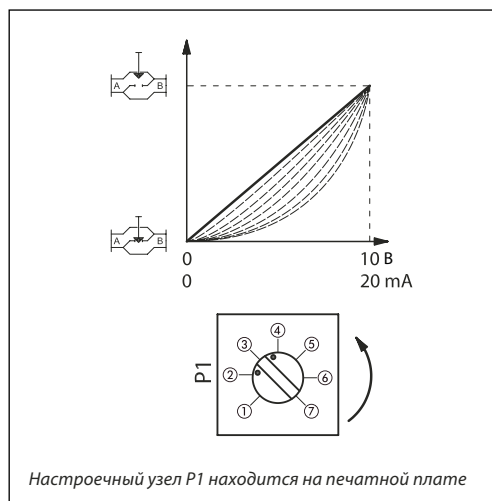 A B
A B
0 10 В
0 20 mA
P1
④
③ ⑤
② ⑥
① ⑦
Настроечный узел P1 находится на печатной плате